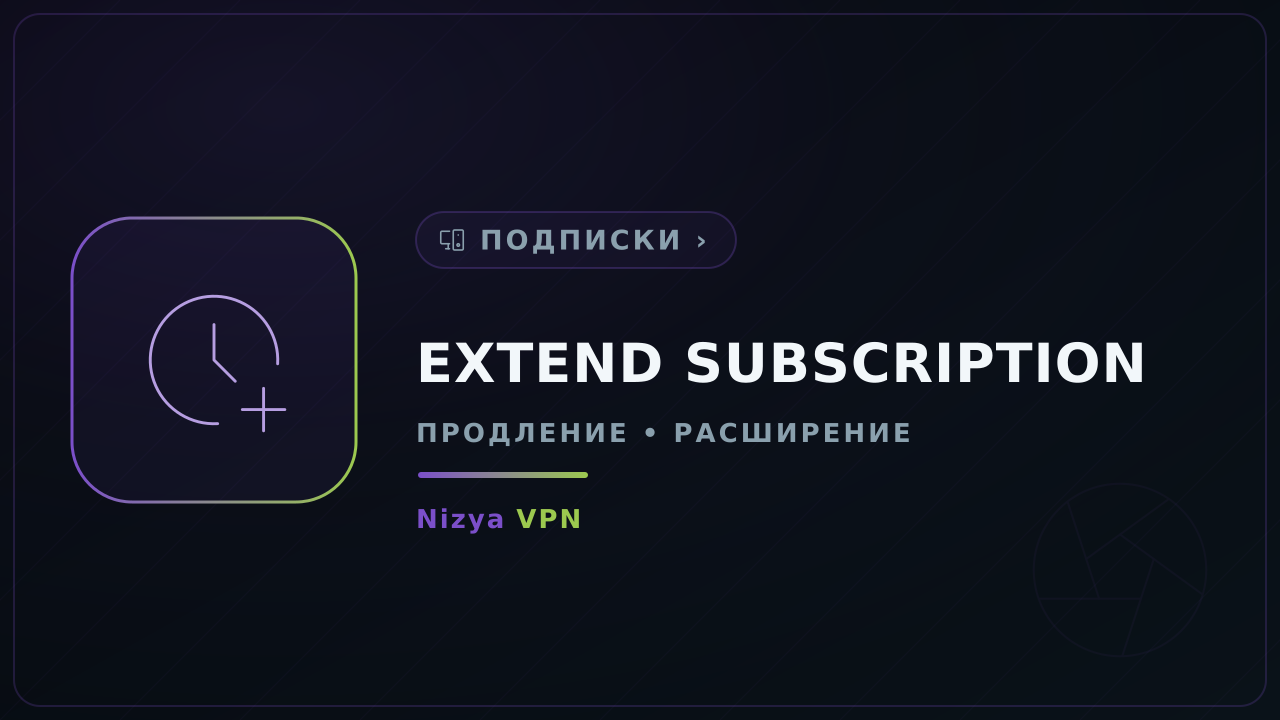 ПОДПИСКИ ›
EXTEND SUBSCRIPTION
ПРОДЛЕНИЕ • РАСШИРЕНИЕ
Nizya VPN